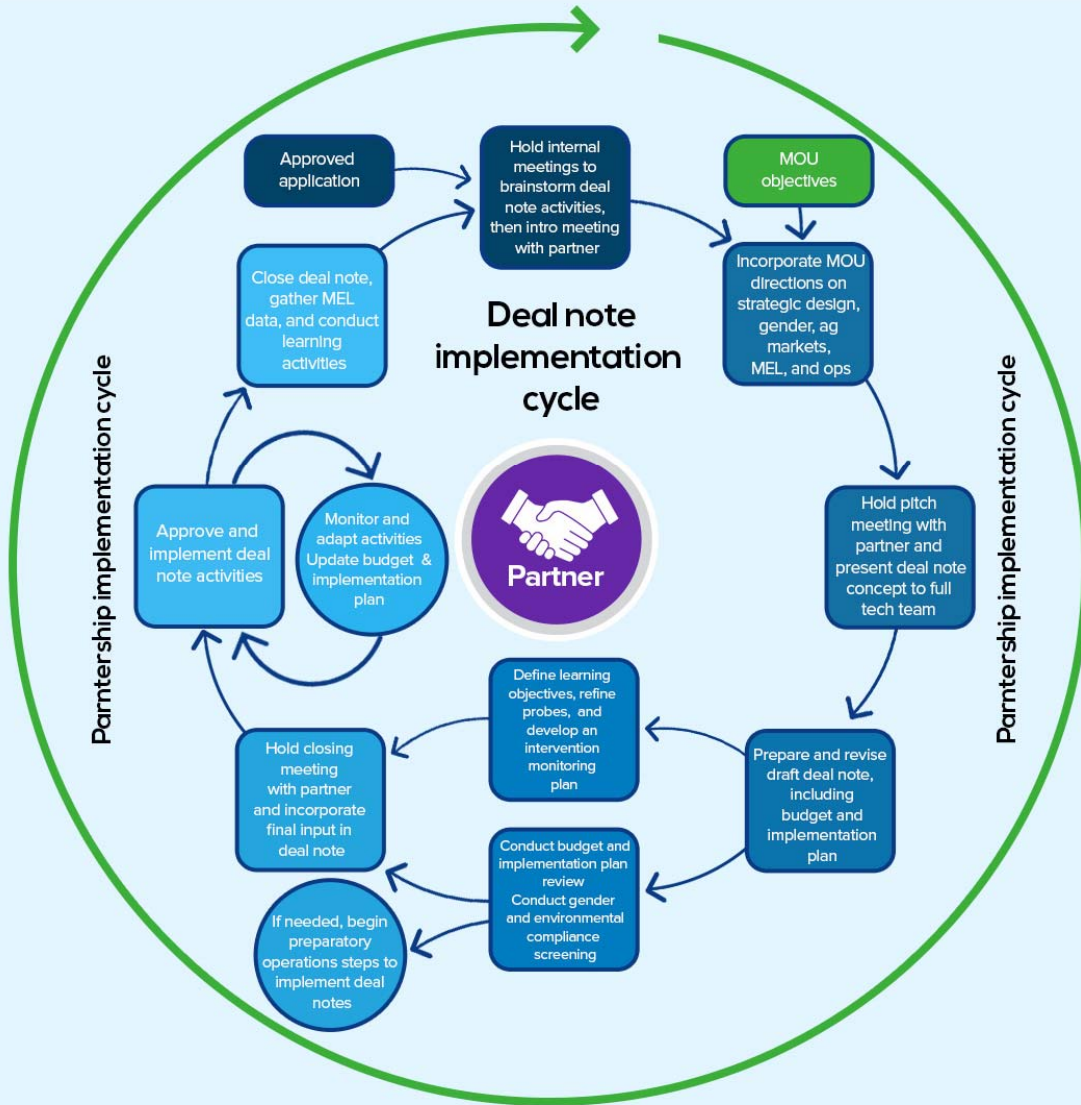 Approved
application
Hold internal
meetings to
brainstorm deal
note activities,
then intro meeting
with partner
MOU
objectives
Incorporate MOU
directions on
strategic design,
gender, ag
markets,
MEL, and ops
Close deal note,
gather MEL
data, and conduct
learning
activities
Deal note
implementation
cycle
Parntership implementation cycle
Approve and
implement deal
note activities
Monitor and
adapt activities
Update budget &
implementation
plan
Partner
Hold pitch
meeting with
partner and
present deal note
concept to full
tech team
Parntership implementation cycle
Define learning
objectives, refine
probes, and
develop an
intervention
monitoring
plan
Prepare and revise
draft deal note,
including
budget and
implementation
plan
Hold closing
meeting
with partner
and incorporate
final input in
deal note
Conduct budget and
implementation plan
review
Conduct gender
and environmental
compliance
screening
If needed, begin
preparatory
operations steps to
implement deal
notes